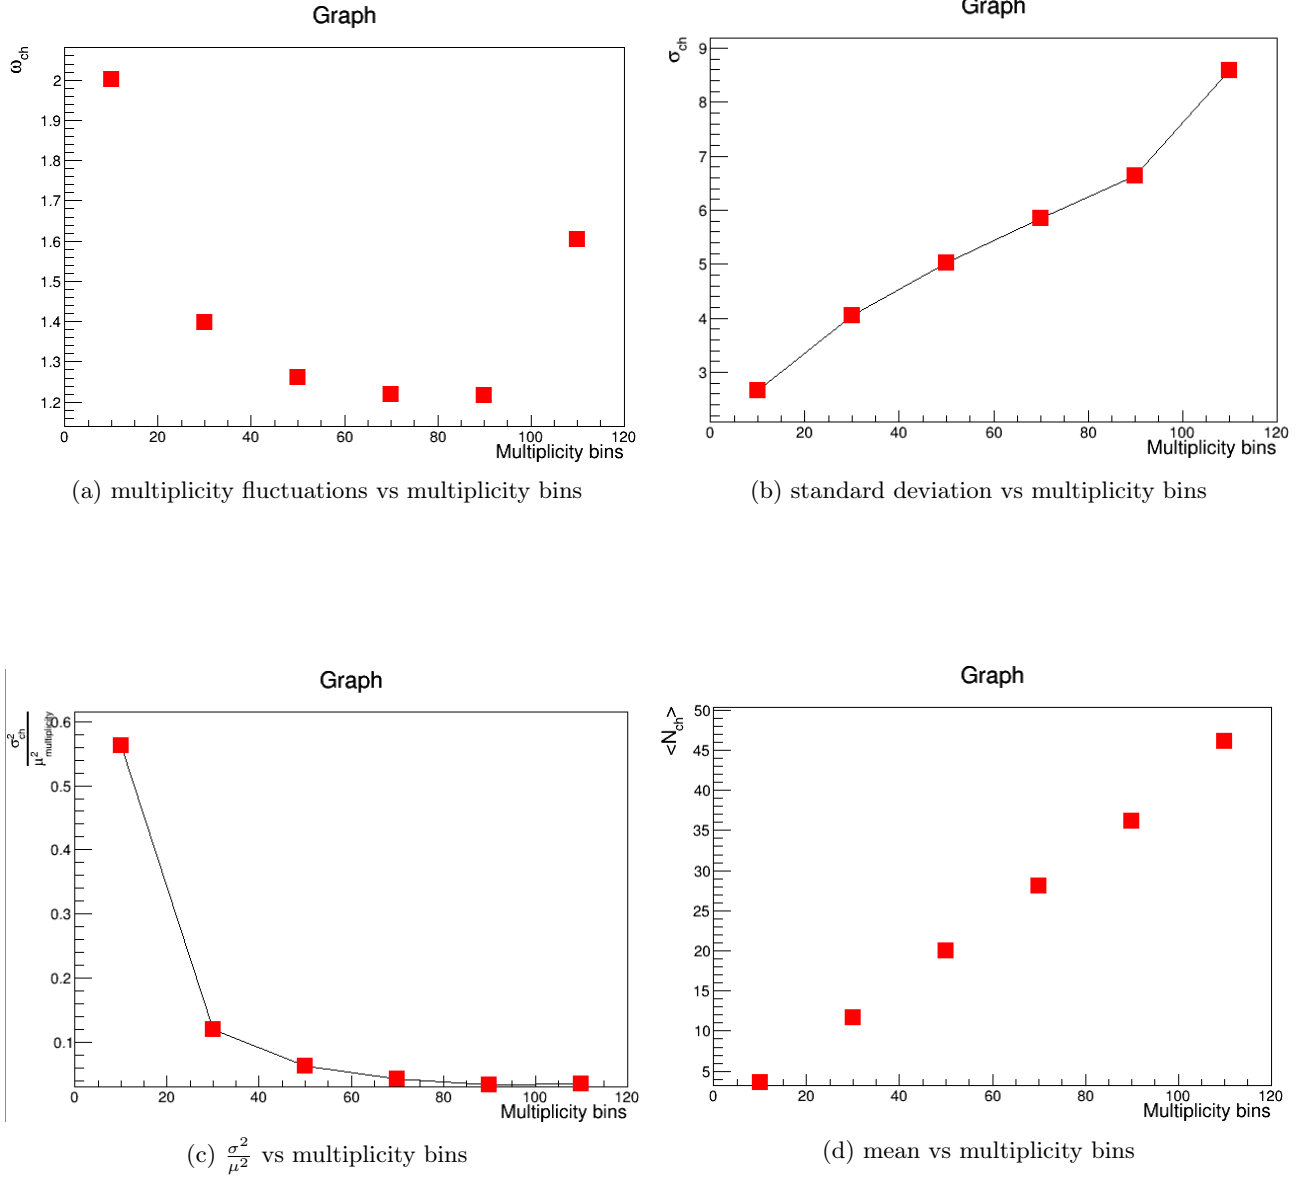 Graph
ω_ch
2
1.9
1.8
1.7
1.6
1.5
1.4
1.3
1.2
0 20 40 60 80 100 120
Multiplicity bins
(a) multiplicity fluctuations vs multiplicity bins
Graph
σ_ch
9
8
7
6
5
4
3
0 20 40 60 80 100 120
Multiplicity bins
(b) standard deviation vs multiplicity bins
Graph
σ²_ch
μ²_multiplicity
0.6
0.5
0.4
0.3
0.2
0.1
0 20 40 60 80 100 120
Multiplicity bins
(c) σ²/μ² vs multiplicity bins
Graph
<N_ch>
50
45
40
35
30
25
20
15
10
5
0 20 40 60 80 100 120
Multiplicity bins
(d) mean vs multiplicity bins